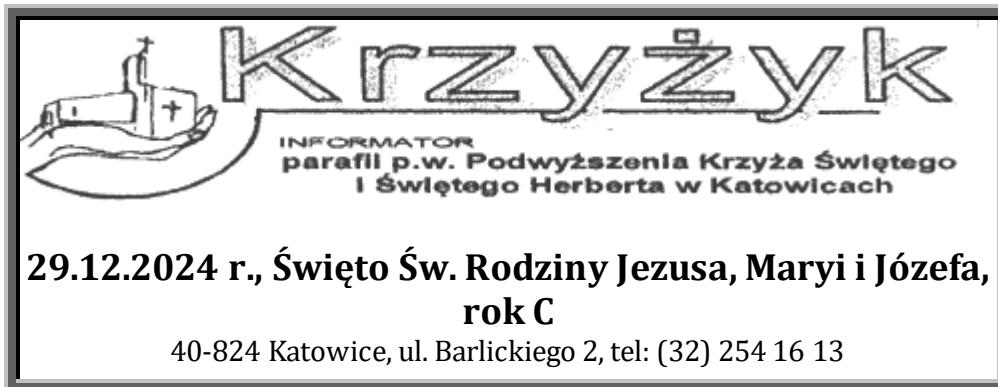 Krzyżyk
INFORMATOR
parafii p.w. Podwyższenia Krzyża Świętego
i Świętego Herberta w Katowicach
29.12.2024 r., Święto Św. Rodziny Jezusa, Maryi i Józefa,
rok C
40-824 Katowice, ul. Barlickiego 2, tel: (32) 254 16 13